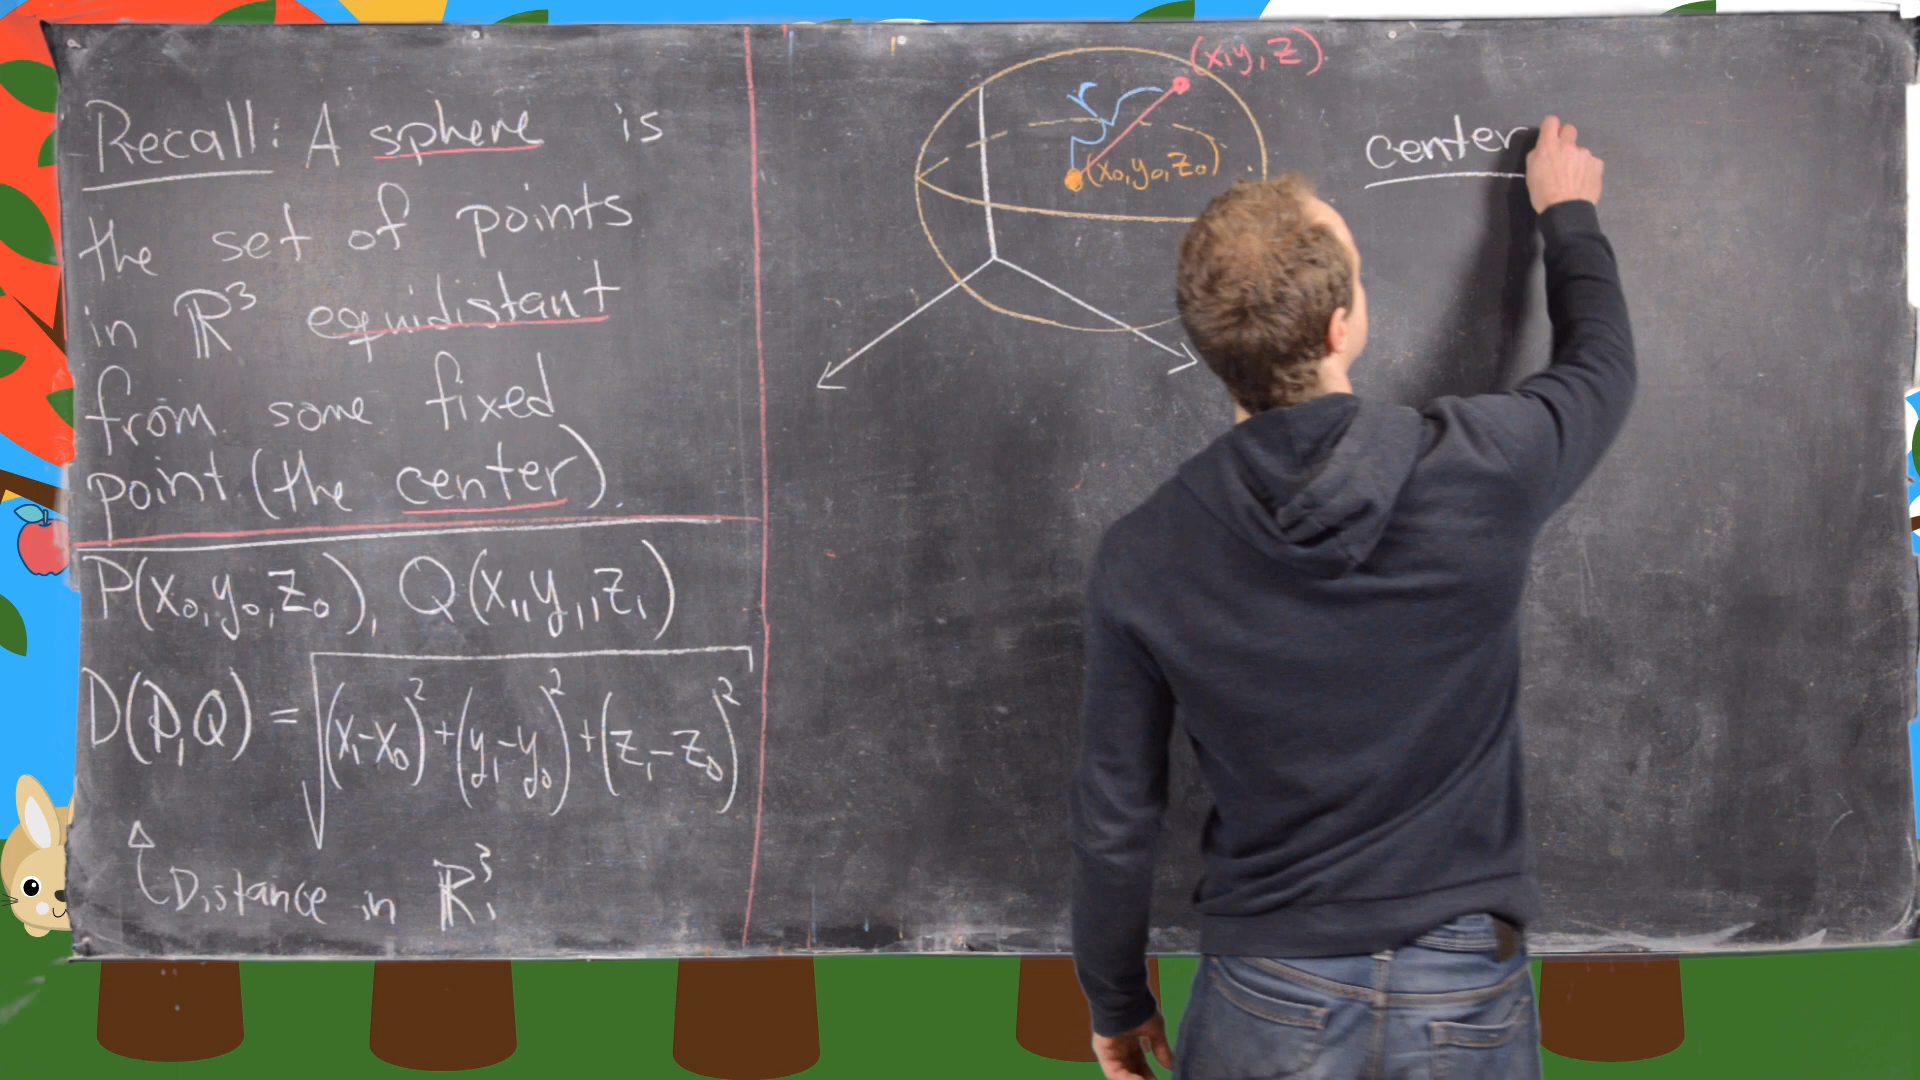 Recall: A sphere is
the set of points
in ℝ³ equidistant
from some fixed
point (the center).
P(x₀,y₀,z₀), Q(x₁,y₁,z₁)
D(P,Q) = √((x₁-x₀)²+(y₁-y₀)²+(z₁-z₀)²)
Distance in ℝ³
(x,y,z)
r
(x₀,y₀,z₀)
center